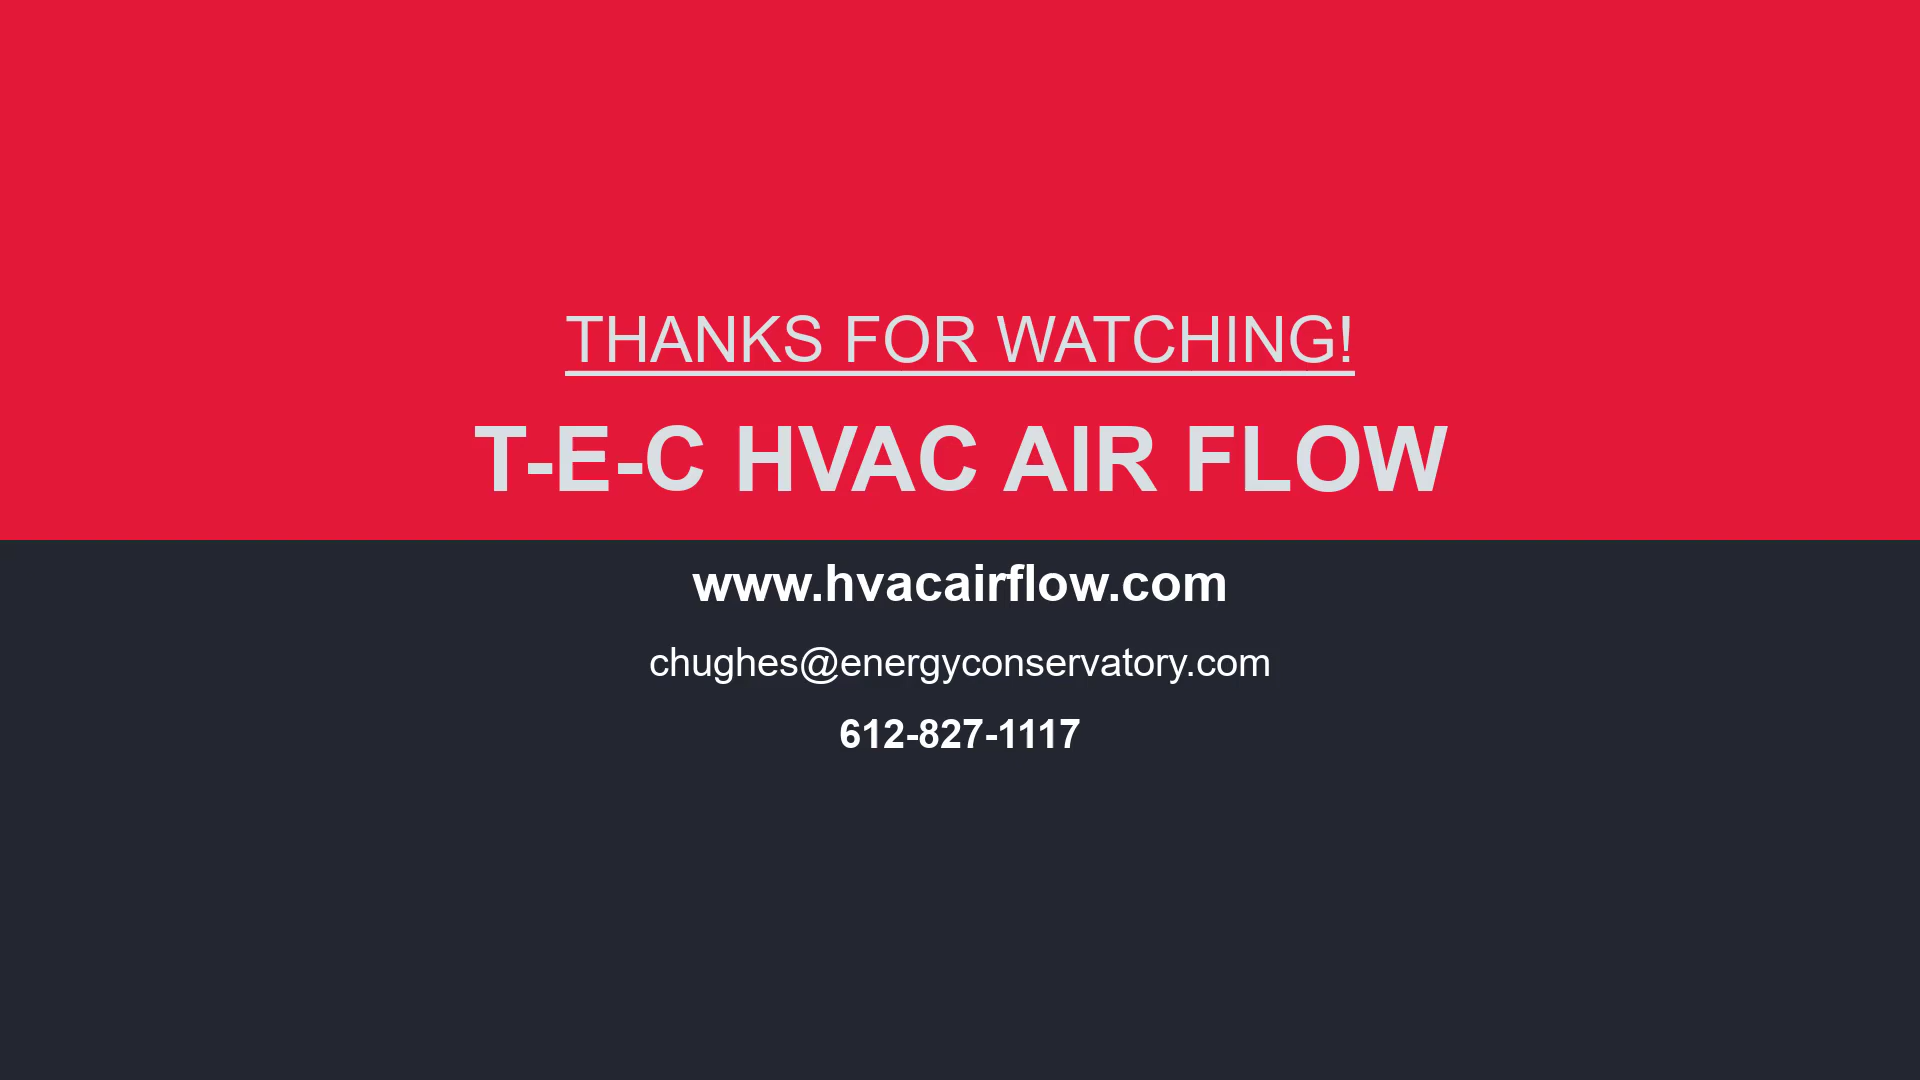 THANKS FOR WATCHING!
T-E-C HVAC AIR FLOW
www.hvacairflow.com
chughes@energyconservatory.com
612-827-1117